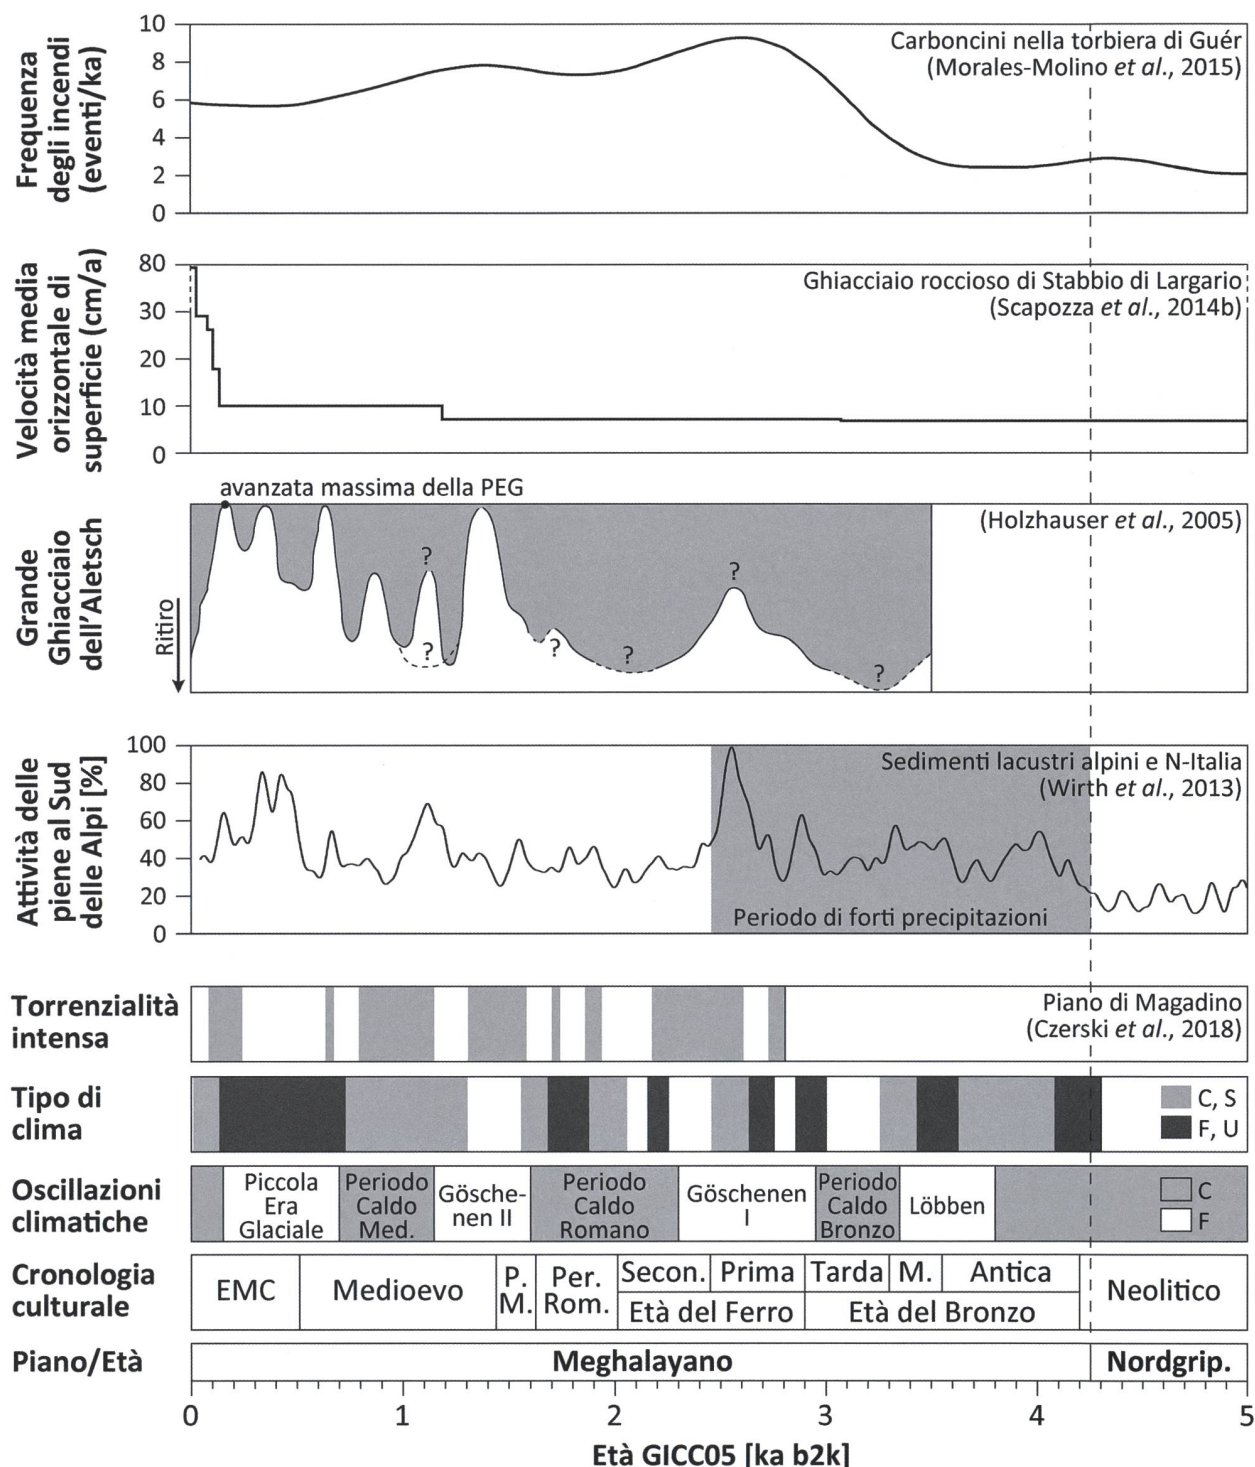 Frequenza
degli incendi
(eventi/ka)
10
8
6
4
2
0
Carboncini nella torbiera di Guér
(Morales-Molino et al., 2015)
Velocità media
orizzontale di
superficie (cm/a)
80
30
20
10
0
Ghiacciaio roccioso di Stabbio di Largario
(Scapozza et al., 2014b)
avanzata massima della PEG
Grande
Ghiacciaio
dell'Aletsch
Ritiro
(Holzhauser et al., 2005)
?
?
?
?
?
?
Attività delle
piene al Sud
delle Alpi [%]
100
80
60
40
20
0
Sedimenti lacustri alpini e N-Italia
(Wirth et al., 2013)
Periodo di forti precipitazioni
Torrenzialità
intensa
Piano di Magadino
(Czerski et al., 2018)
Tipo di
clima
C, S
F, U
Oscillazioni
climatiche
Piccola
Era
Glaciale
Periodo
Caldo
Med.
Gösche-
nen II
Periodo
Caldo
Romano
Göschenen
I
Periodo
Caldo
Bronzo
Löbben
C
F
Cronologia
culturale
EMC
Medioevo
P.
M.
Per.
Rom.
Secon.
Prima
Età del Ferro
Tarda
M.
Antica
Età del Bronzo
Neolitico
Piano/Età
Meghalayano
Nordgrip.
0
1
2
3
4
5
Età GICC05 [ka b2k]